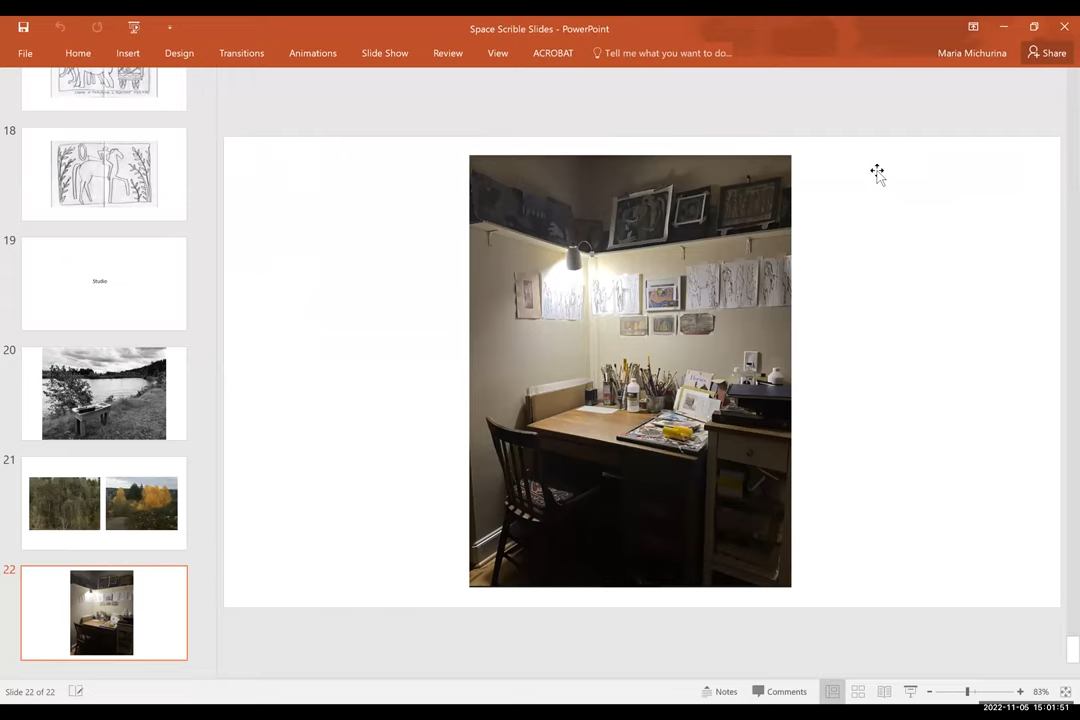 Space Scrible Slides - PowerPoint
File Home Insert Design Transitions Animations Slide Show Review View ACROBAT Tell me what you want to do... Maria Michurina Share
18
19
Studio
20
21
22
Slide 22 of 22 Notes Comments 83%
2022-11-05 15:01:51